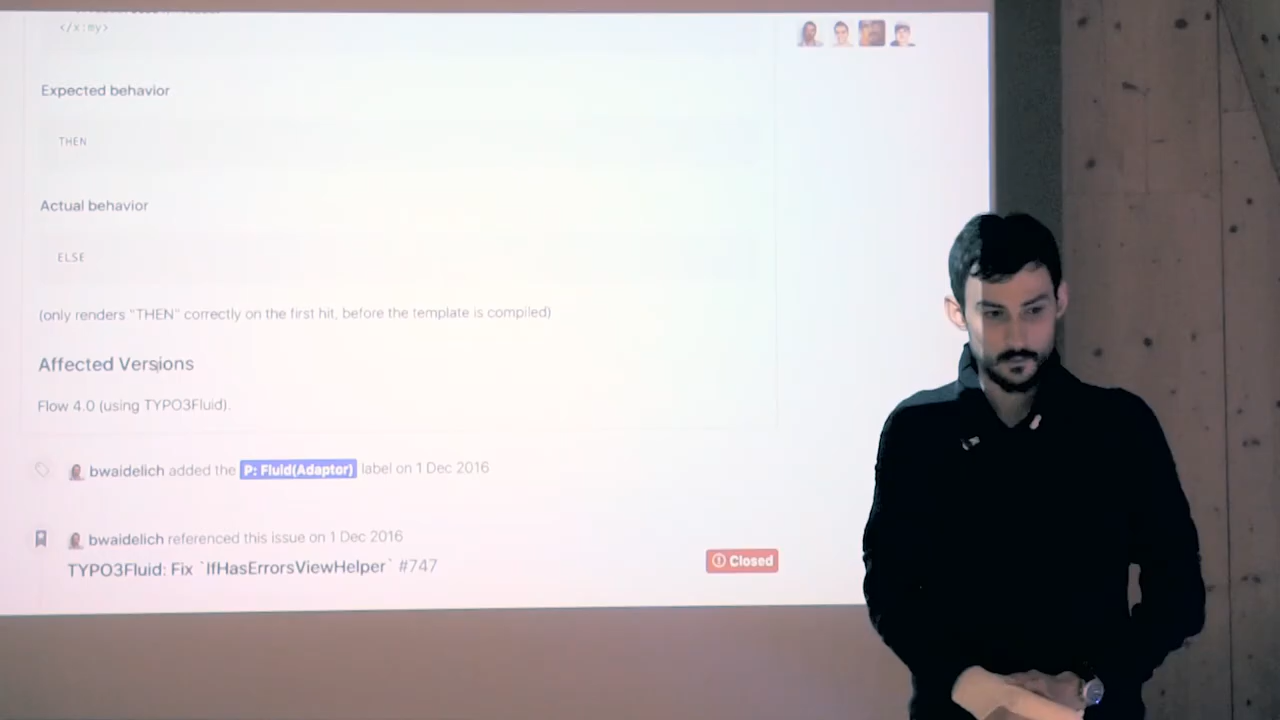 </x:my>
Expected behavior
THEN
Actual behavior
ELSE
(only renders "THEN" correctly on the first hit, before the template is compiled)
Affected Versions
Flow 4.0 (using TYPO3Fluid).
bwaidelich added the P: Fluid(Adaptor) label on 1 Dec 2016
bwaidelich referenced this issue on 1 Dec 2016
TYPO3Fluid: Fix `IfHasErrorsViewHelper` #747
Closed